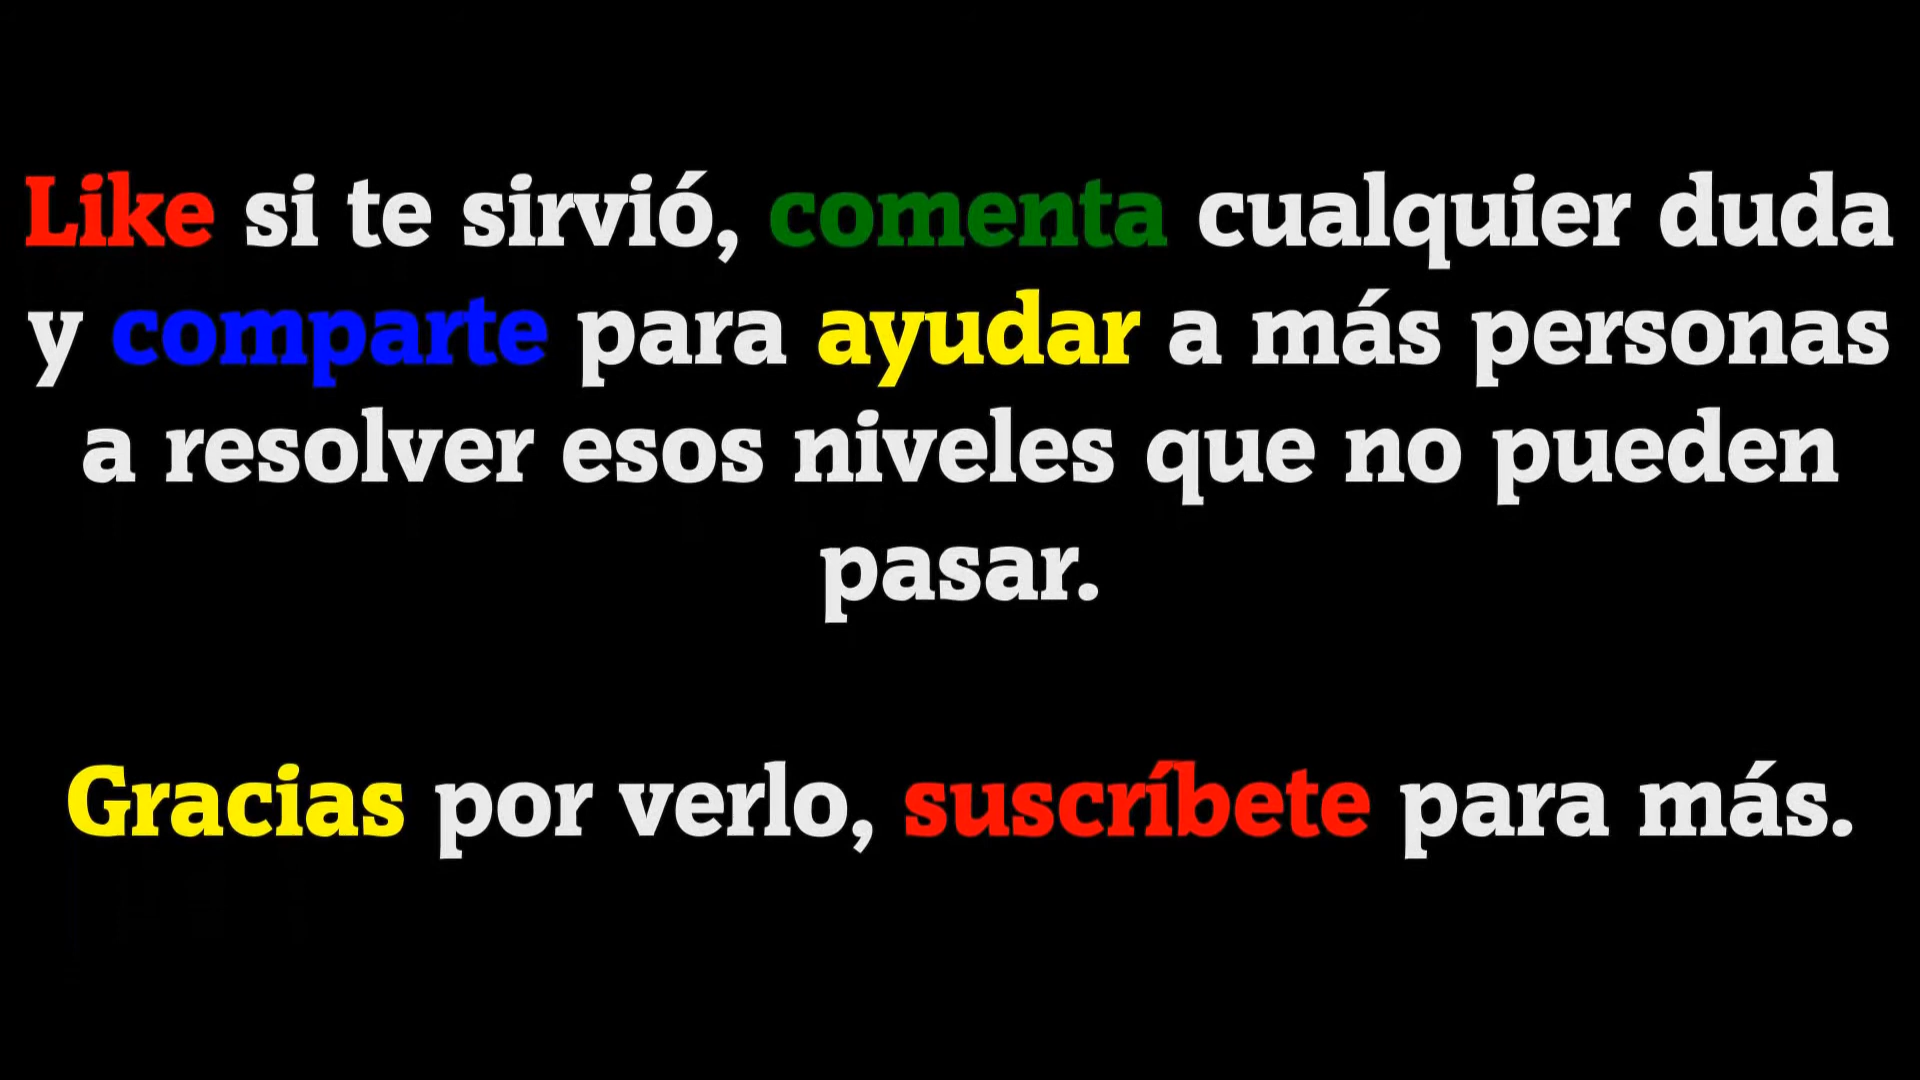 Like si te sirvió, comenta cualquier duda
y comparte para ayudar a más personas
a resolver esos niveles que no pueden
pasar.
Gracias por verlo, suscríbete para más.